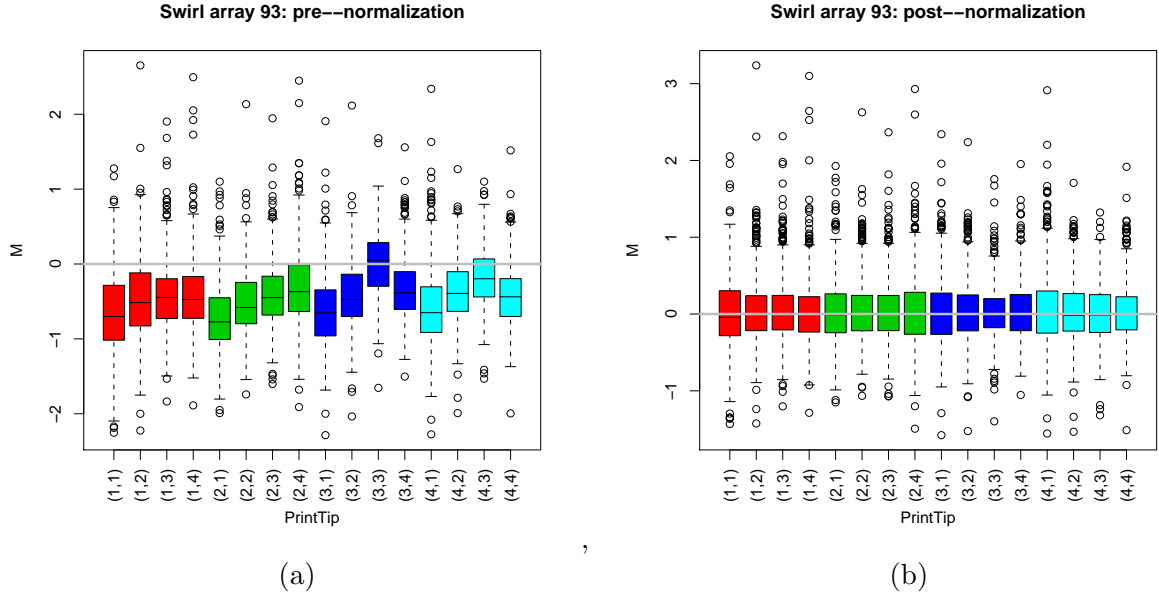 Swirl array 93: pre−−normalization
M
2
1
0
−1
−2
(1,1) (1,2) (1,3) (1,4) (2,1) (2,2) (2,3) (2,4) (3,1) (3,2) (3,3) (3,4) (4,1) (4,2) (4,3) (4,4)
PrintTip
(a)
,
Swirl array 93: post−−normalization
M
3
2
1
0
−1
(1,1) (1,2) (1,3) (1,4) (2,1) (2,2) (2,3) (2,4) (3,1) (3,2) (3,3) (3,4) (4,1) (4,2) (4,3) (4,4)
PrintTip
(b)